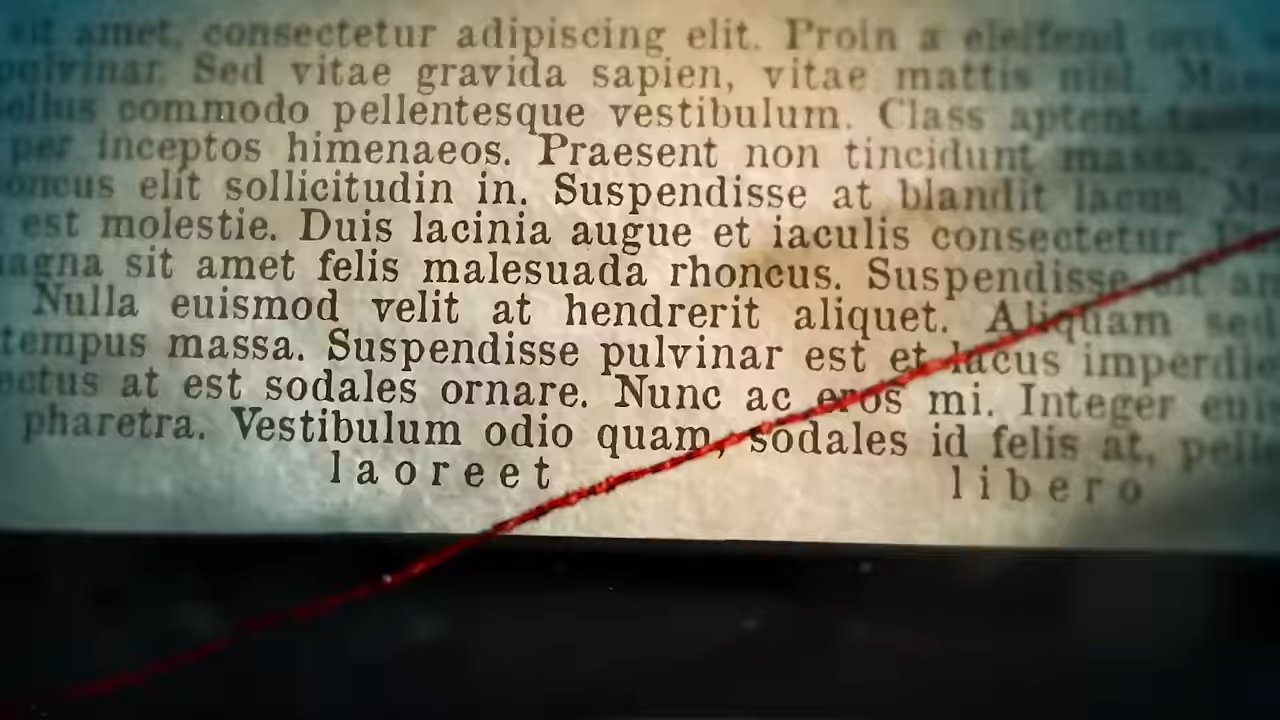 sit amet, consectetur adipiscing elit. Proin a eleifend orci,
pulvinar. Sed vitae gravida sapien, vitae mattis nisl.
commodo pellentesque vestibulum. Class aptent
per inceptos himenaeos. Praesent non tincidunt massa,
elit sollicitudin in. Suspendisse at blandit lacus.
est molestie. Duis lacinia augue et iaculis consectetur.
magna sit amet felis malesuada rhoncus. Suspendisse
Nulla euismod velit at hendrerit aliquet. Aliquam sed
tempus massa. Suspendisse pulvinar est et lacus
at est sodales ornare. Nunc ac eros mi. Integer
pharetra. Vestibulum odio quam, sodales id felis at,
laoreet libero